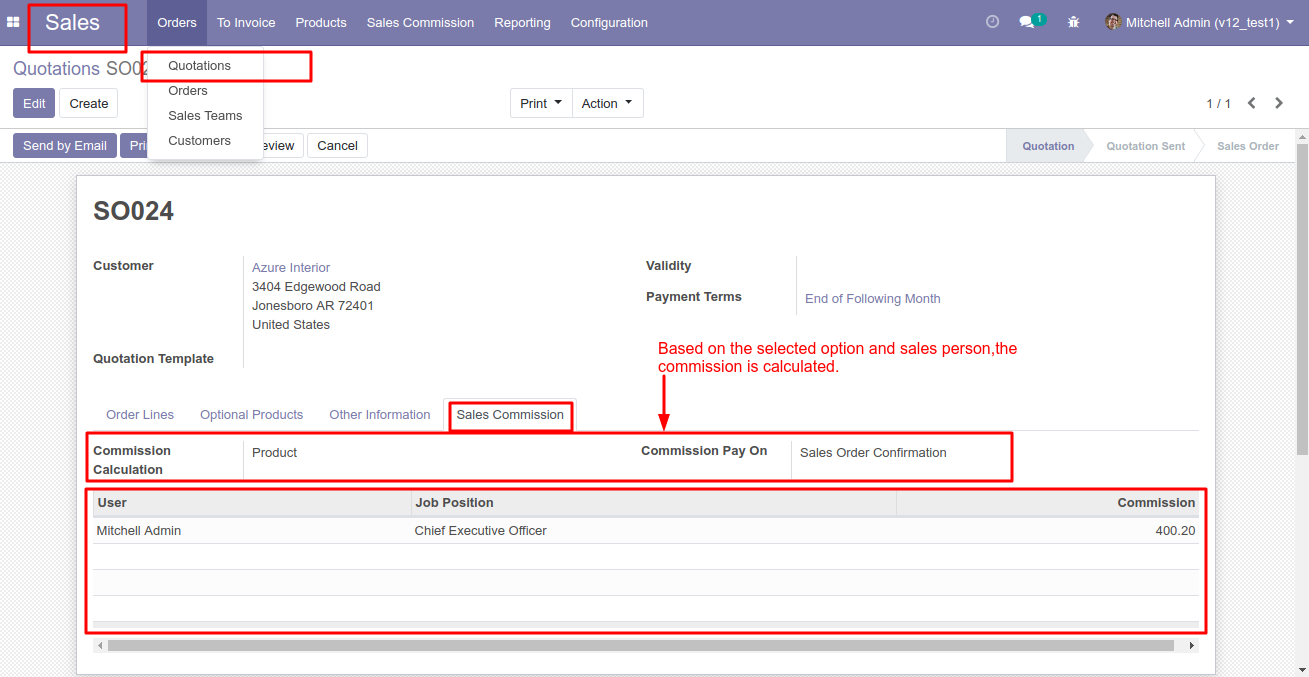 Sales
Orders
To Invoice
Products
Sales Commission
Reporting
Configuration
1
Mitchell Admin (v12_test1)
Quotations SO02
Quotations
Orders
Sales Teams
Customers
Edit
Create
Print
Action
1 / 1
Send by Email
Cancel
Quotation
Quotation Sent
Sales Order
SO024
Customer
Azure Interior
3404 Edgewood Road
Jonesboro AR 72401
United States
Quotation Template
Validity
Payment Terms
End of Following Month
Based on the selected option and sales person,the
commission is calculated.
Order Lines
Optional Products
Other Information
Sales Commission
Commission
Calculation
Product
Commission Pay On
Sales Order Confirmation
User
Job Position
Commission
Mitchell Admin
Chief Executive Officer
400.20